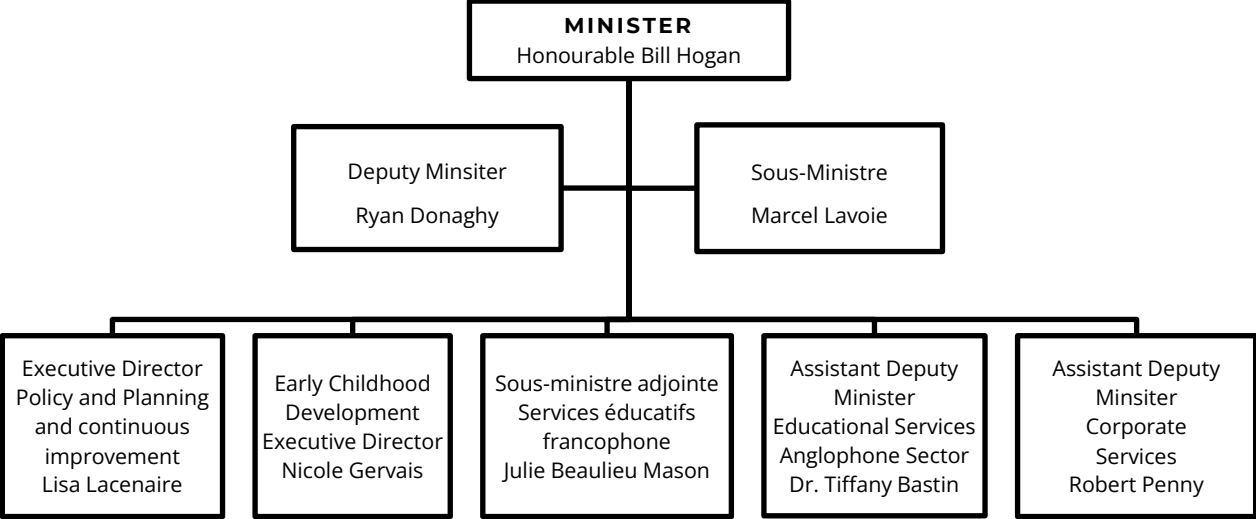 MINISTER
Honourable Bill Hogan
Deputy Minsiter
Ryan Donaghy
Sous-Ministre
Marcel Lavoie
Executive Director
Policy and Planning
and continuous
improvement
Lisa Lacenaire
Early Childhood
Development
Executive Director
Nicole Gervais
Sous-ministre adjointe
Services éducatifs
francophone
Julie Beaulieu Mason
Assistant Deputy
Minister
Educational Services
Anglophone Sector
Dr. Tiffany Bastin
Assistant Deputy
Minsiter
Corporate
Services
Robert Penny